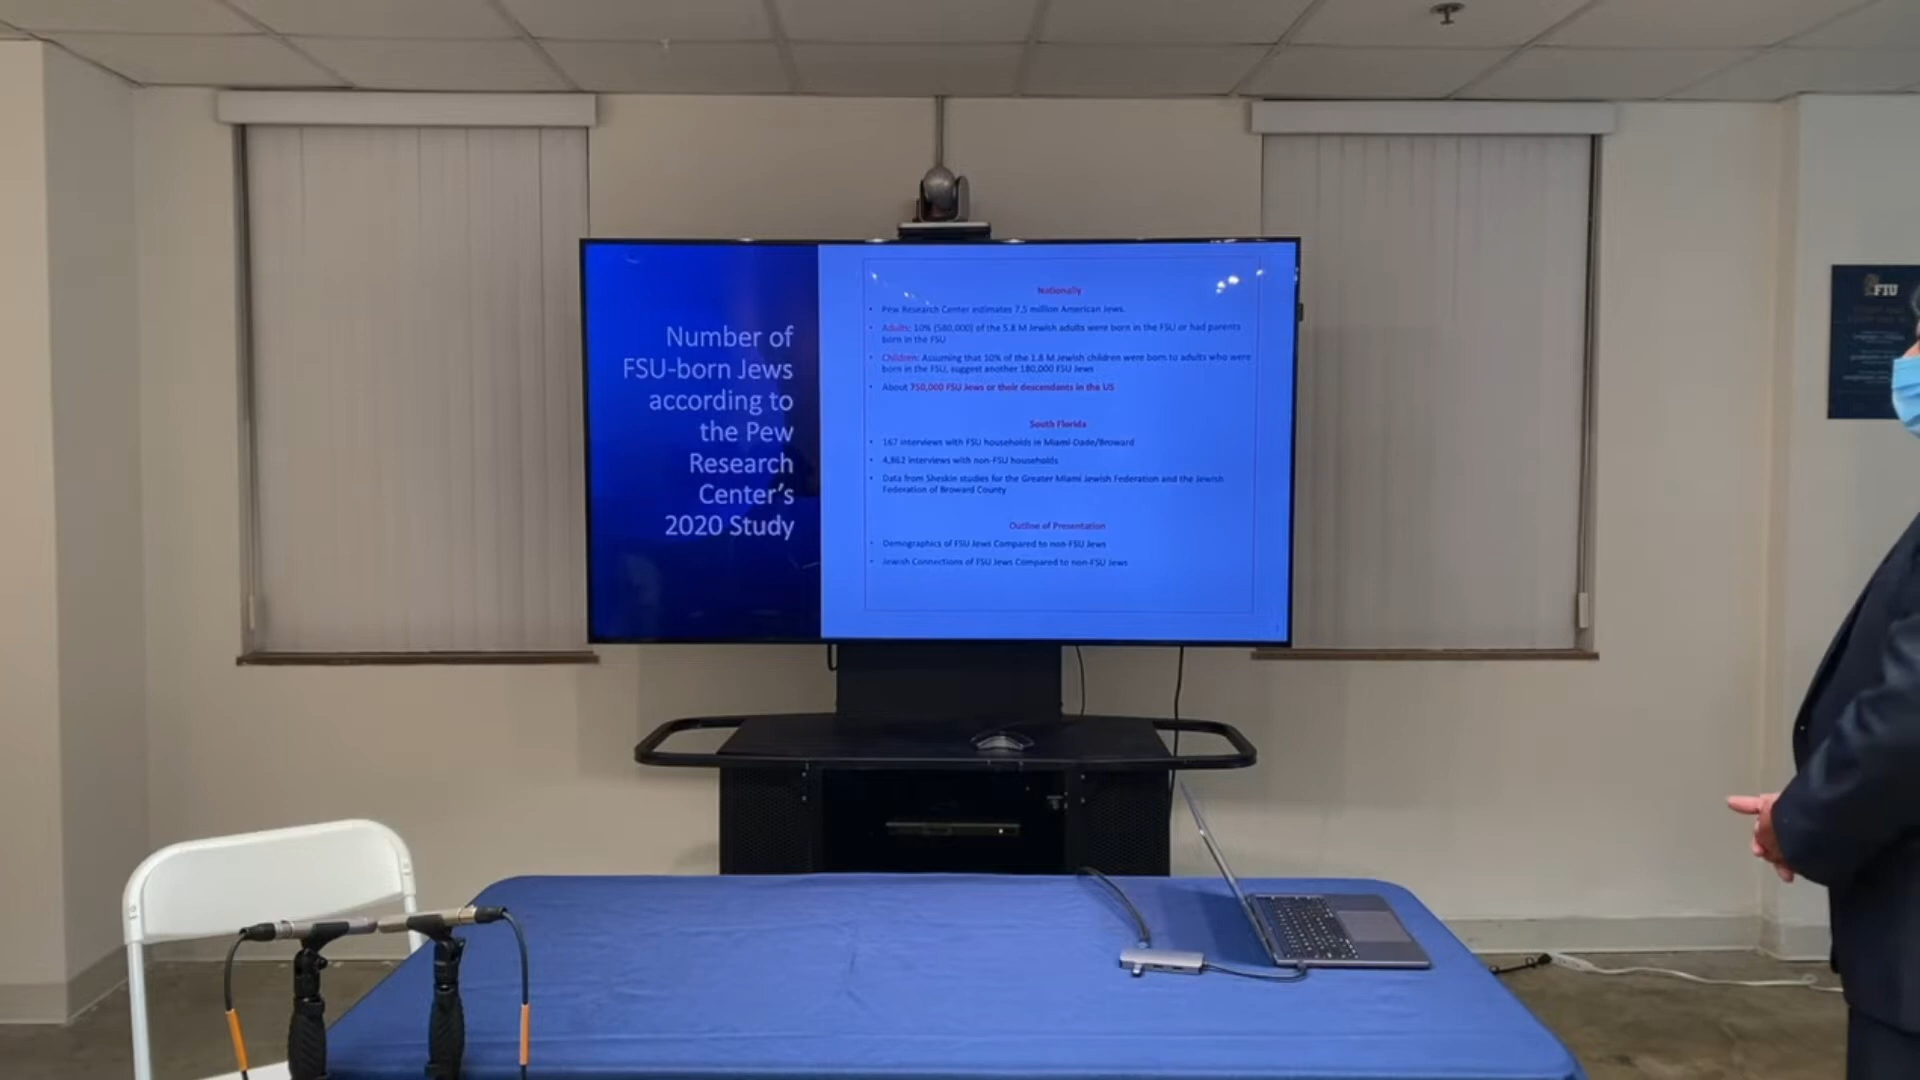 Number of
FSU-born Jews
according to
the Pew
Research
Center's
2020 Study
Nationally
• Pew Research Center estimates 7.5 million American Jews.
• Adults: 10% (580,000) of the 5.8 M Jewish adults were born in the FSU or had parents
born in the FSU
• Children: Assuming that 10% of the 1.8 M Jewish children were born to adults who were
born in the FSU, suggest another 180,000 FSU Jews
• About 750,000 FSU Jews or their descendants in the US
South Florida
• 167 interviews with FSU households in Miami-Dade/Broward
• 4,862 interviews with non-FSU households
• Data from Sheskin studies for the Greater Miami Jewish Federation and the Jewish
Federation of Broward County
Outline of Presentation
• Demographics of FSU Jews Compared to non-FSU Jews
• Jewish Connections of FSU Jews Compared to non-FSU Jews
FIU